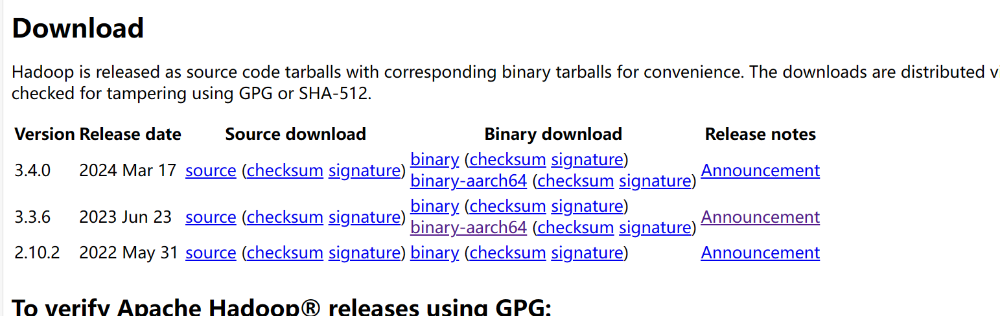 Download
Hadoop is released as source code tarballs with corresponding binary tarballs for convenience. The downloads are distributed
checked for tampering using GPG or SHA-512.
Version Release date Source download Binary download Release notes
3.4.0 2024 Mar 17 source (checksum signature) binary (checksum signature)
binary-aarch64 (checksum signature) Announcement
3.3.6 2023 Jun 23 source (checksum signature) binary (checksum signature)
binary-aarch64 (checksum signature) Announcement
2.10.2 2022 May 31 source (checksum signature) binary (checksum signature) Announcement
To verify Apache Hadoop® releases using GPG: